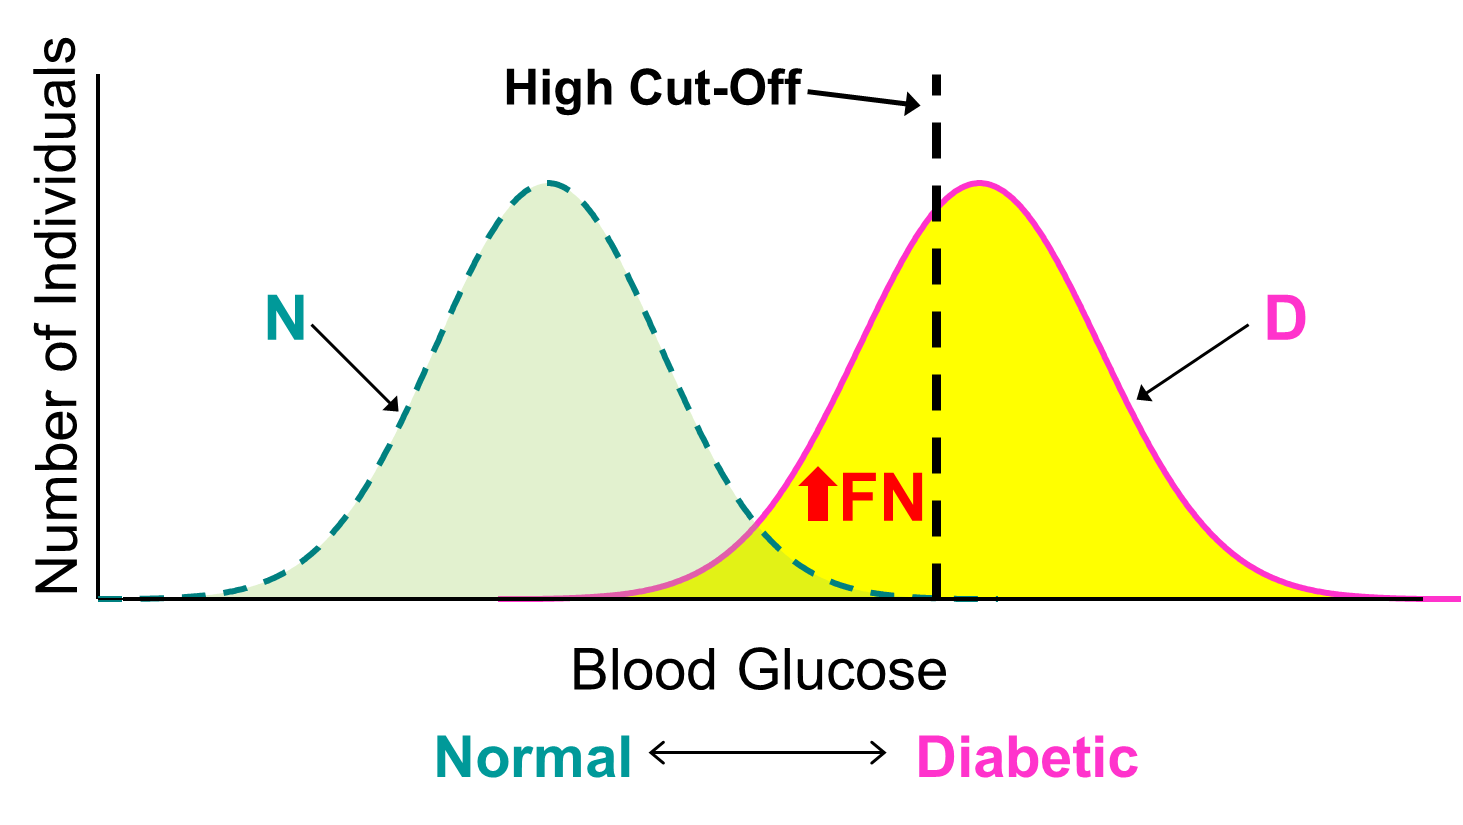 Number of Individuals
High Cut-Off
N
D
FN
Blood Glucose
Normal
Diabetic